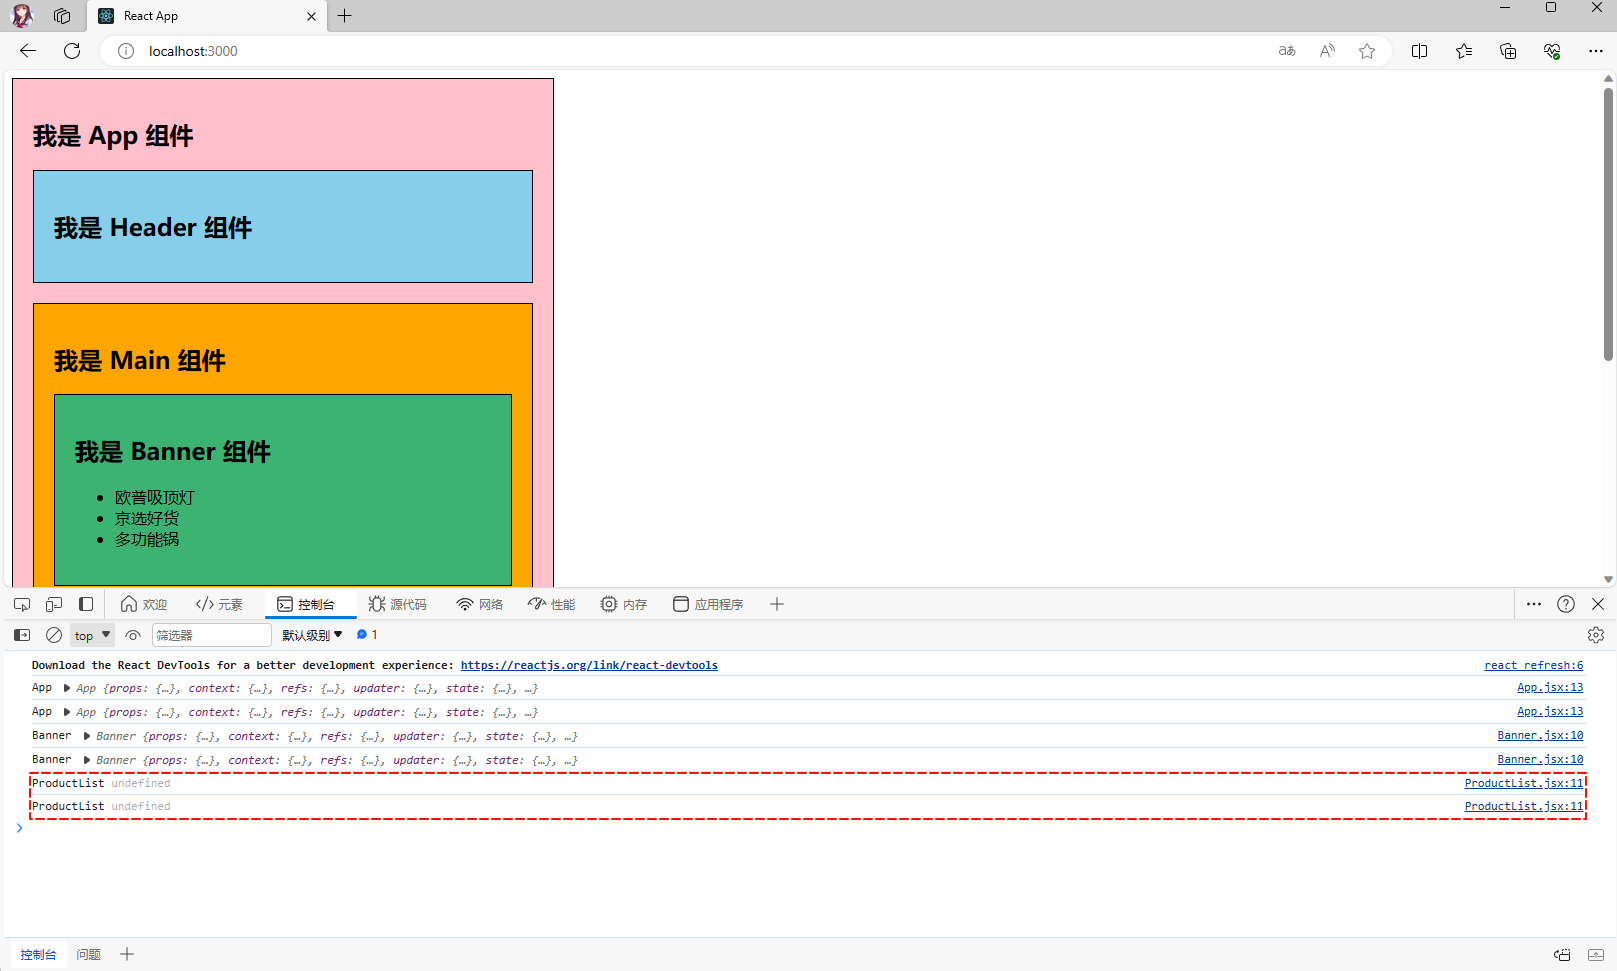 React App
localhost:3000
我是 App 组件
我是 Header 组件
我是 Main 组件
我是 Banner 组件
欧普吸顶灯
京选好货
多功能锅
欢迎 元素 控制台 源代码 网络 性能 内存 应用程序
top 筛选器 默认级别 1
Download the React DevTools for a better development experience: https://reactjs.org/link/react-devtools react refresh:6
App App {props: {…}, context: {…}, refs: {…}, updater: {…}, state: {…}, …} App.jsx:13
App App {props: {…}, context: {…}, refs: {…}, updater: {…}, state: {…}, …} App.jsx:13
Banner Banner {props: {…}, context: {…}, refs: {…}, updater: {…}, state: {…}, …} Banner.jsx:10
Banner Banner {props: {…}, context: {…}, refs: {…}, updater: {…}, state: {…}, …} Banner.jsx:10
ProductList undefined ProductList.jsx:11
ProductList undefined ProductList.jsx:11
控制台 问题